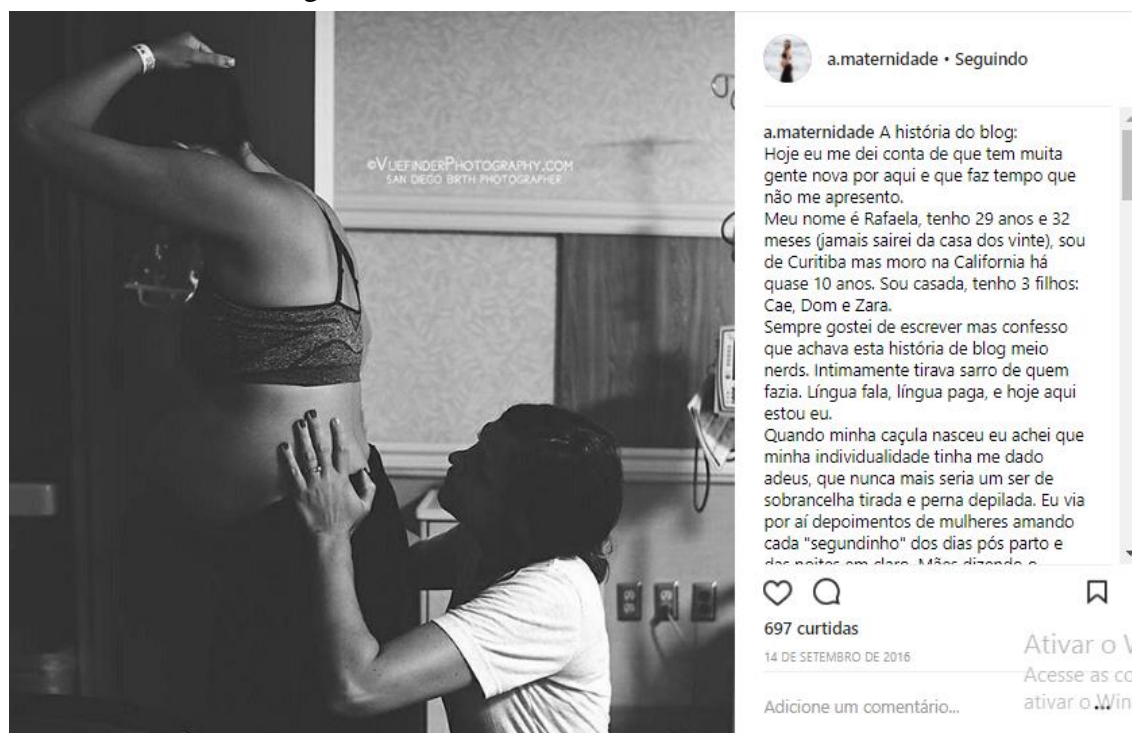 ©VUEFINDERPHOTOGRAPHY.COM
SAN DIEGO BIRTH PHOTOGRAPHER
a.maternidade • Seguindo
a.maternidade A história do blog:
Hoje eu me dei conta de que tem muita
gente nova por aqui e que faz tempo que
não me apresento.
Meu nome é Rafaela, tenho 29 anos e 32
meses (jamais sairei da casa dos vinte), sou
de Curitiba mas moro na California há
quase 10 anos. Sou casada, tenho 3 filhos:
Cae, Dom e Zara.
Sempre gostei de escrever mas confesso
que achava esta história de blog meio
nerds. Intimamente tirava sarro de quem
fazia. Língua fala, língua paga, e hoje aqui
estou eu.
Quando minha caçula nasceu eu achei que
minha individualidade tinha me dado
adeus, que nunca mais seria um ser de
sobrancelha tirada e perna depilada. Eu via
por aí depoimentos de mulheres amando
cada "segundinho" dos dias pós parto e
das noites em claro. Mães dizendo o
697 curtidas
14 DE SETEMBRO DE 2016
Adicione um comentário...
Ativar o
Acesse as
ativar o